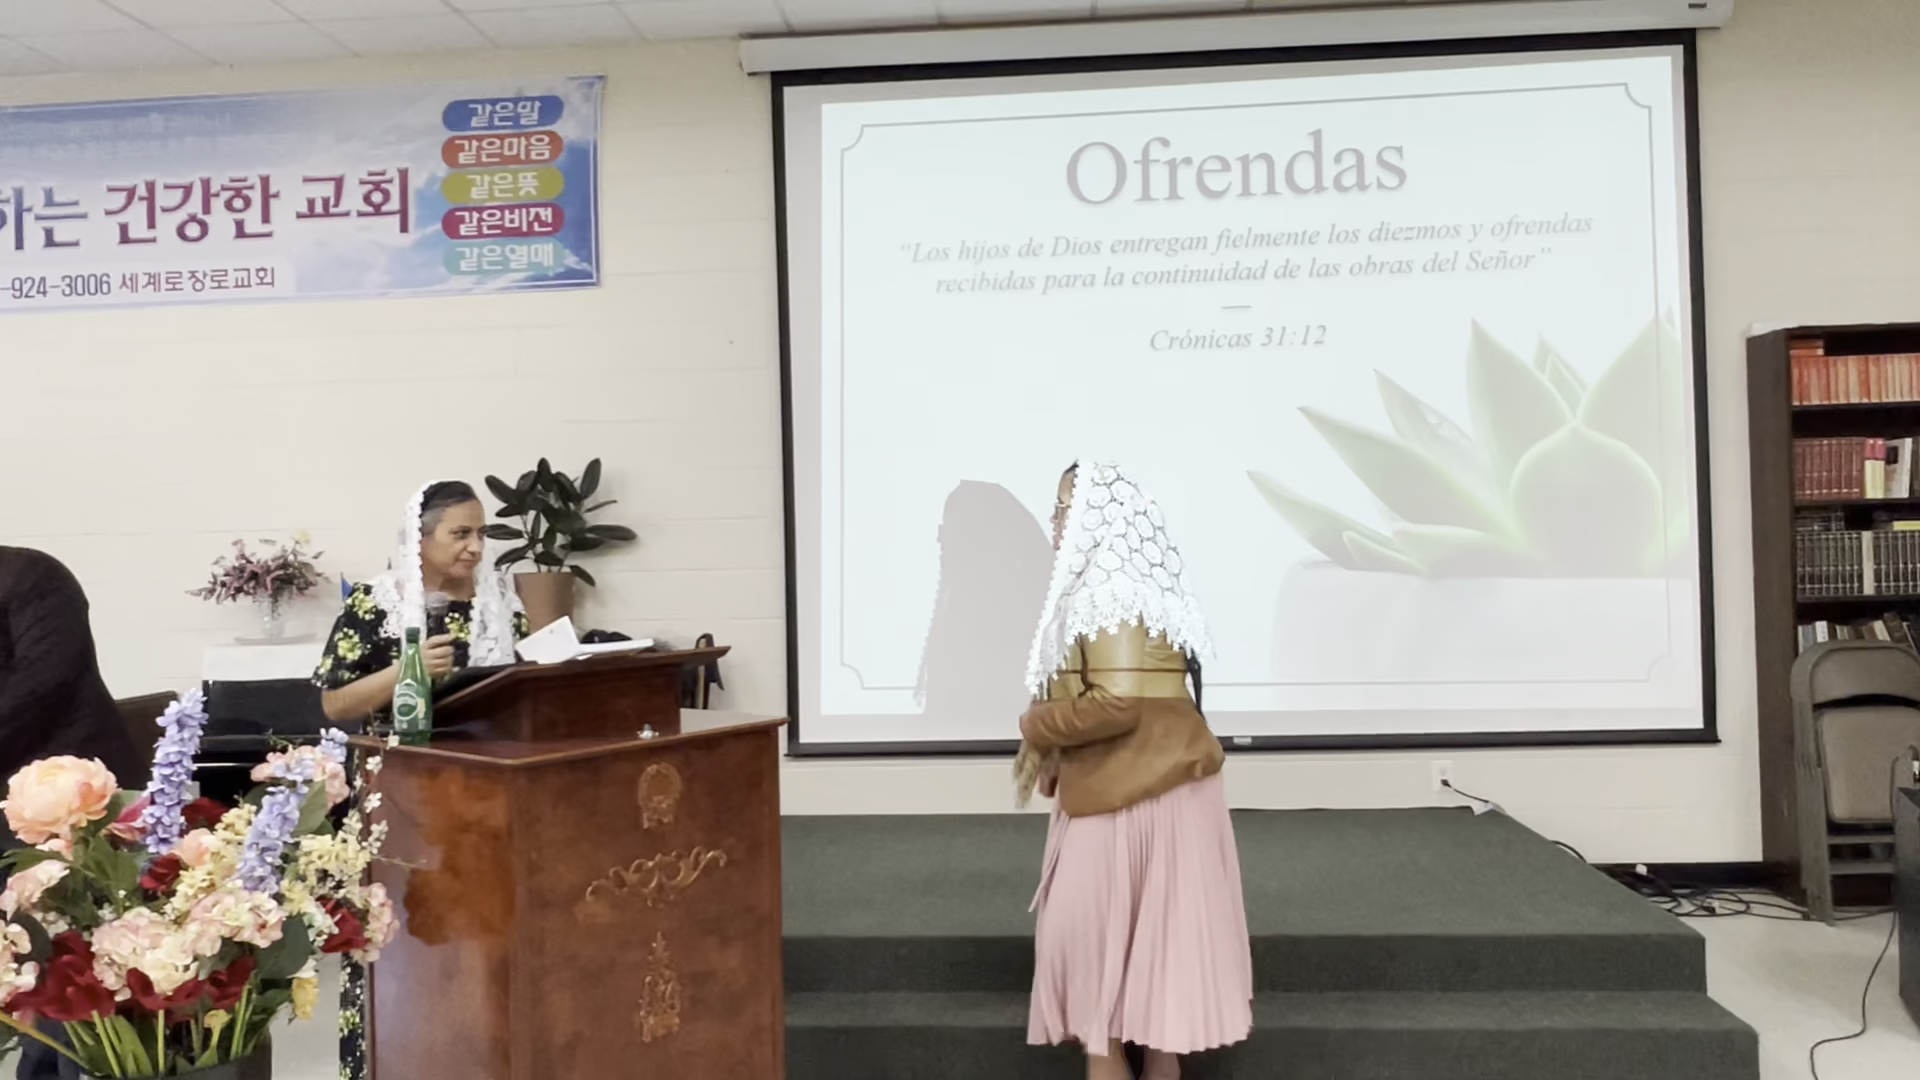 하는 건강한 교회
-924-3006 세계로장로교회
같은말
같은마음
같은뜻
같은비전
같은열매
Ofrendas
“Los hijos de Dios entregan fielmente los diezmos y ofrendas
recibidas para la continuidad de las obras del Señor”
—
Crónicas 31:12